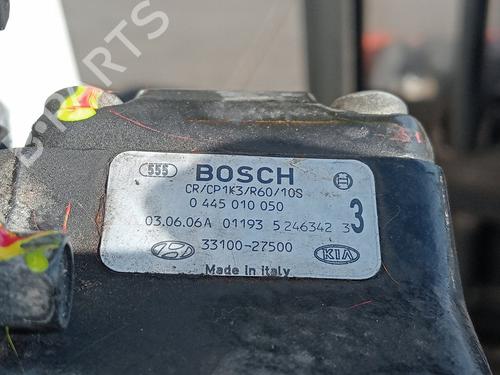 B-PARTS
555 BOSCH
CR/CP1K3/R60/10S
0 445 010 050
03.06.06A 01193 5 246342 3 3
33100-27500 KIA
Made in Italy